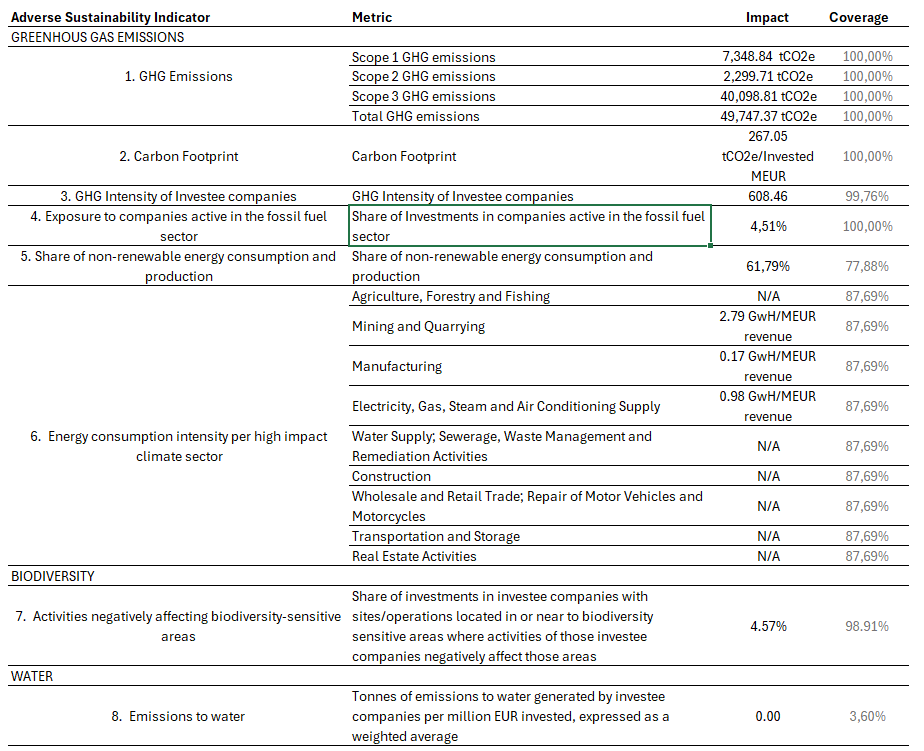 Adverse Sustainability Indicator Metric Impact Coverage
GREENHOUS GAS EMISSIONS
1. GHG Emissions
Scope 1 GHG emissions 7,348.84 tCO2e 100,00%
Scope 2 GHG emissions 2,299.71 tCO2e 100,00%
Scope 3 GHG emissions 40,098.81 tCO2e 100,00%
Total GHG emissions 49,747.37 tCO2e 100,00%
2. Carbon Footprint Carbon Footprint
267.05
tCO2e/Invested
MEUR
100,00%
3. GHG Intensity of Investee companies GHG Intensity of Investee companies 608.46 99,76%
4. Exposure to companies active in the fossil fuel
sector
Share of Investments in companies active in the fossil fuel
sector
4,51% 100,00%
5. Share of non-renewable energy consumption and
production
Share of non-renewable energy consumption and
production
61,79% 77,88%
6. Energy consumption intensity per high impact
climate sector
Agriculture, Forestry and Fishing N/A 87,69%
Mining and Quarrying
2.79 GwH/MEUR
revenue
87,69%
Manufacturing
0.17 GwH/MEUR
revenue
87,69%
Electricity, Gas, Steam and Air Conditioning Supply
0.98 GwH/MEUR
revenue
87,69%
Water Supply; Sewerage, Waste Management and
Remediation Activities
N/A 87,69%
Construction N/A 87,69%
Wholesale and Retail Trade; Repair of Motor Vehicles and
Motorcycles
N/A 87,69%
Transportation and Storage N/A 87,69%
Real Estate Activities N/A 87,69%
BIODIVERSITY
7. Activities negatively affecting biodiversity-sensitive
areas
Share of investments in investee companies with
sites/operations located in or near to biodiversity
sensitive areas where activities of those investee
companies negatively affect those areas
4.57% 98.91%
WATER
8. Emissions to water
Tonnes of emissions to water generated by investee
companies per million EUR invested, expressed as a
weighted average
0.00 3,60%